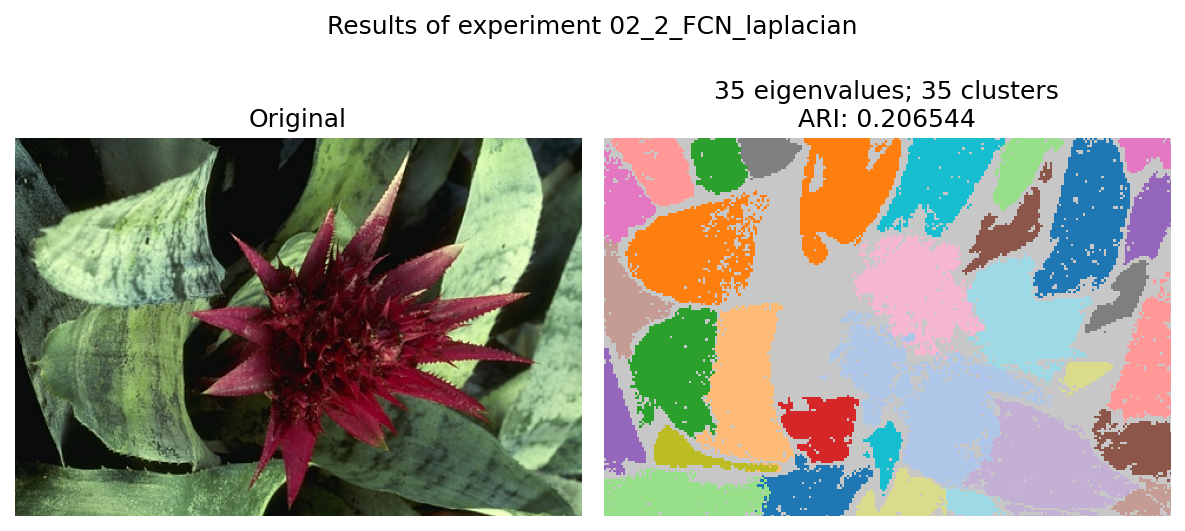 Results of experiment 02_2_FCN_laplacian
Original
35 eigenvalues; 35 clusters
ARI: 0.206544